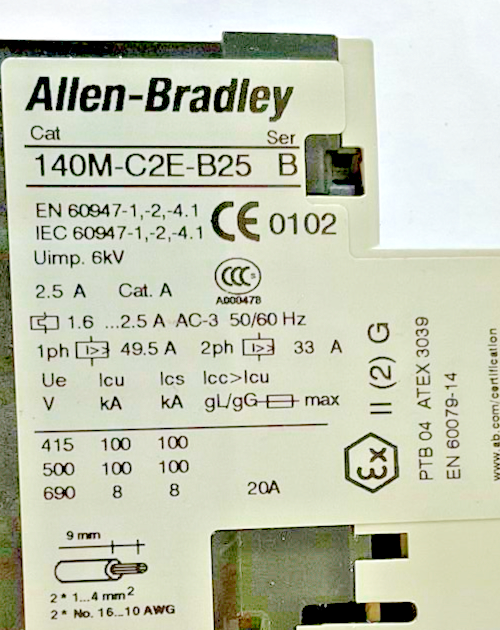 Allen-Bradley
Cat Ser
140M-C2E-B25 B
EN 60947-1,-2,-4.1
IEC 60947-1,-2,-4.1
CE 0102
Uimp. 6kV
CCC
A00047B
2.5 A Cat. A
1.6 ...2.5 A AC-3 50/60 Hz
1ph I>> 49.5 A 2ph I>> 33 A
Ue Icu Ics Icc>Icu
V kA kA gL/gG max
415 100 100
500 100 100
690 8 8 20A
9 mm
2 * 1...4 mm²
2 * No. 16...10 AWG
Ex II (2) G
PTB 04 ATEX 3039
EN 60079-14
www.ab.com/certification